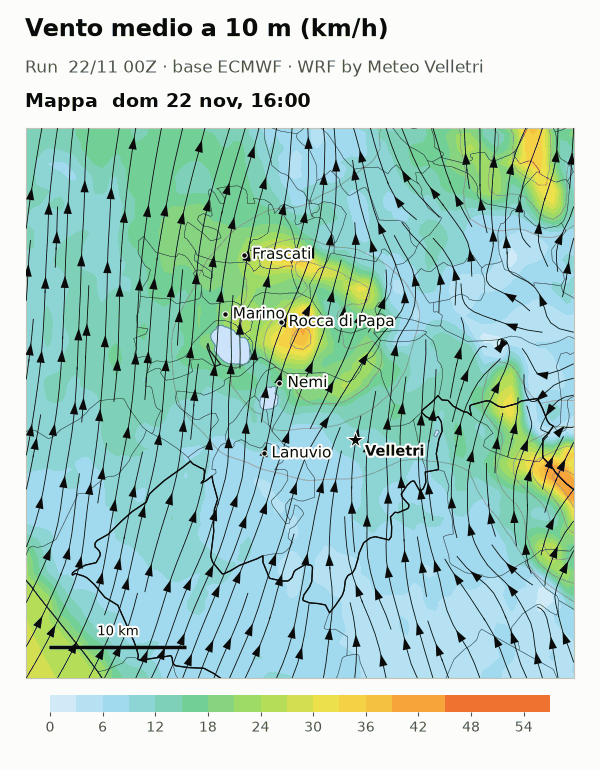 Vento medio a 10 m (km/h)
Run  22/11 00Z · base ECMWF · WRF by Meteo Velletri
Mappa  dom 22 nov, 16:00
Frascati
Marino
Rocca di Papa
Nemi
Velletri
Lanuvio
10 km
0 6 12 18 24 30 36 42 48 54